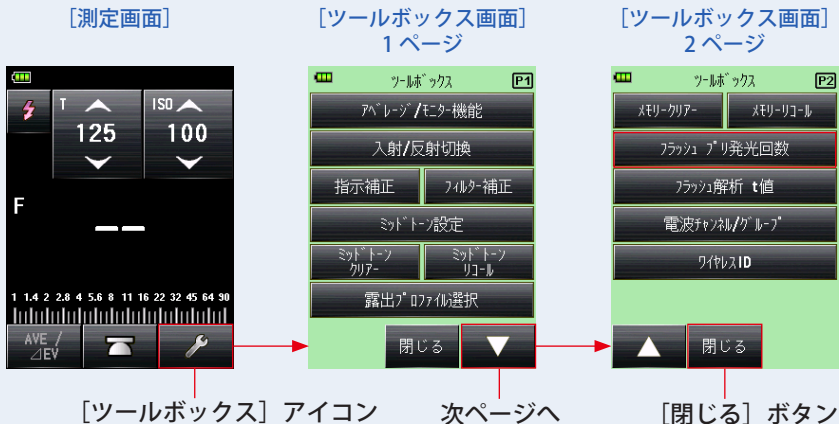 ［測定画面］
［ツールボックス画面］
1 ページ
［ツールボックス画面］
2 ページ
T
125
ISO
100
F
--
1 1.4 2 2.8 4 5.6 8 11 16 22 32 45 64 90
AVE /
⊿EV
ﾂｰﾙﾎﾞｯｸｽ
P1
ｱﾍﾞﾚｰｼﾞ/ﾓﾆﾀｰ機能
入射/反射切換
指示補正
ﾌｨﾙﾀｰ補正
ﾐｯﾄﾞﾄｰﾝ設定
ﾐｯﾄﾞﾄｰﾝ
ｸﾘｱｰ
ﾐｯﾄﾞﾄｰﾝ
ﾘｺｰﾙ
露出ﾌﾟﾛﾌｧｲﾙ選択
閉じる
ﾂｰﾙﾎﾞｯｸｽ
P2
ﾒﾓﾘｰｸﾘｱｰ
ﾒﾓﾘｰﾘｺｰﾙ
ﾌﾗｯｼｭ ﾌﾟﾘ発光回数
ﾌﾗｯｼｭ解析 t値
電波ﾁｬﾝﾈﾙ/ｸﾞﾙｰﾌﾟ
ﾜｲﾔﾚｽID
閉じる
［ツールボックス］アイコン
次ページへ
［閉じる］ボタン